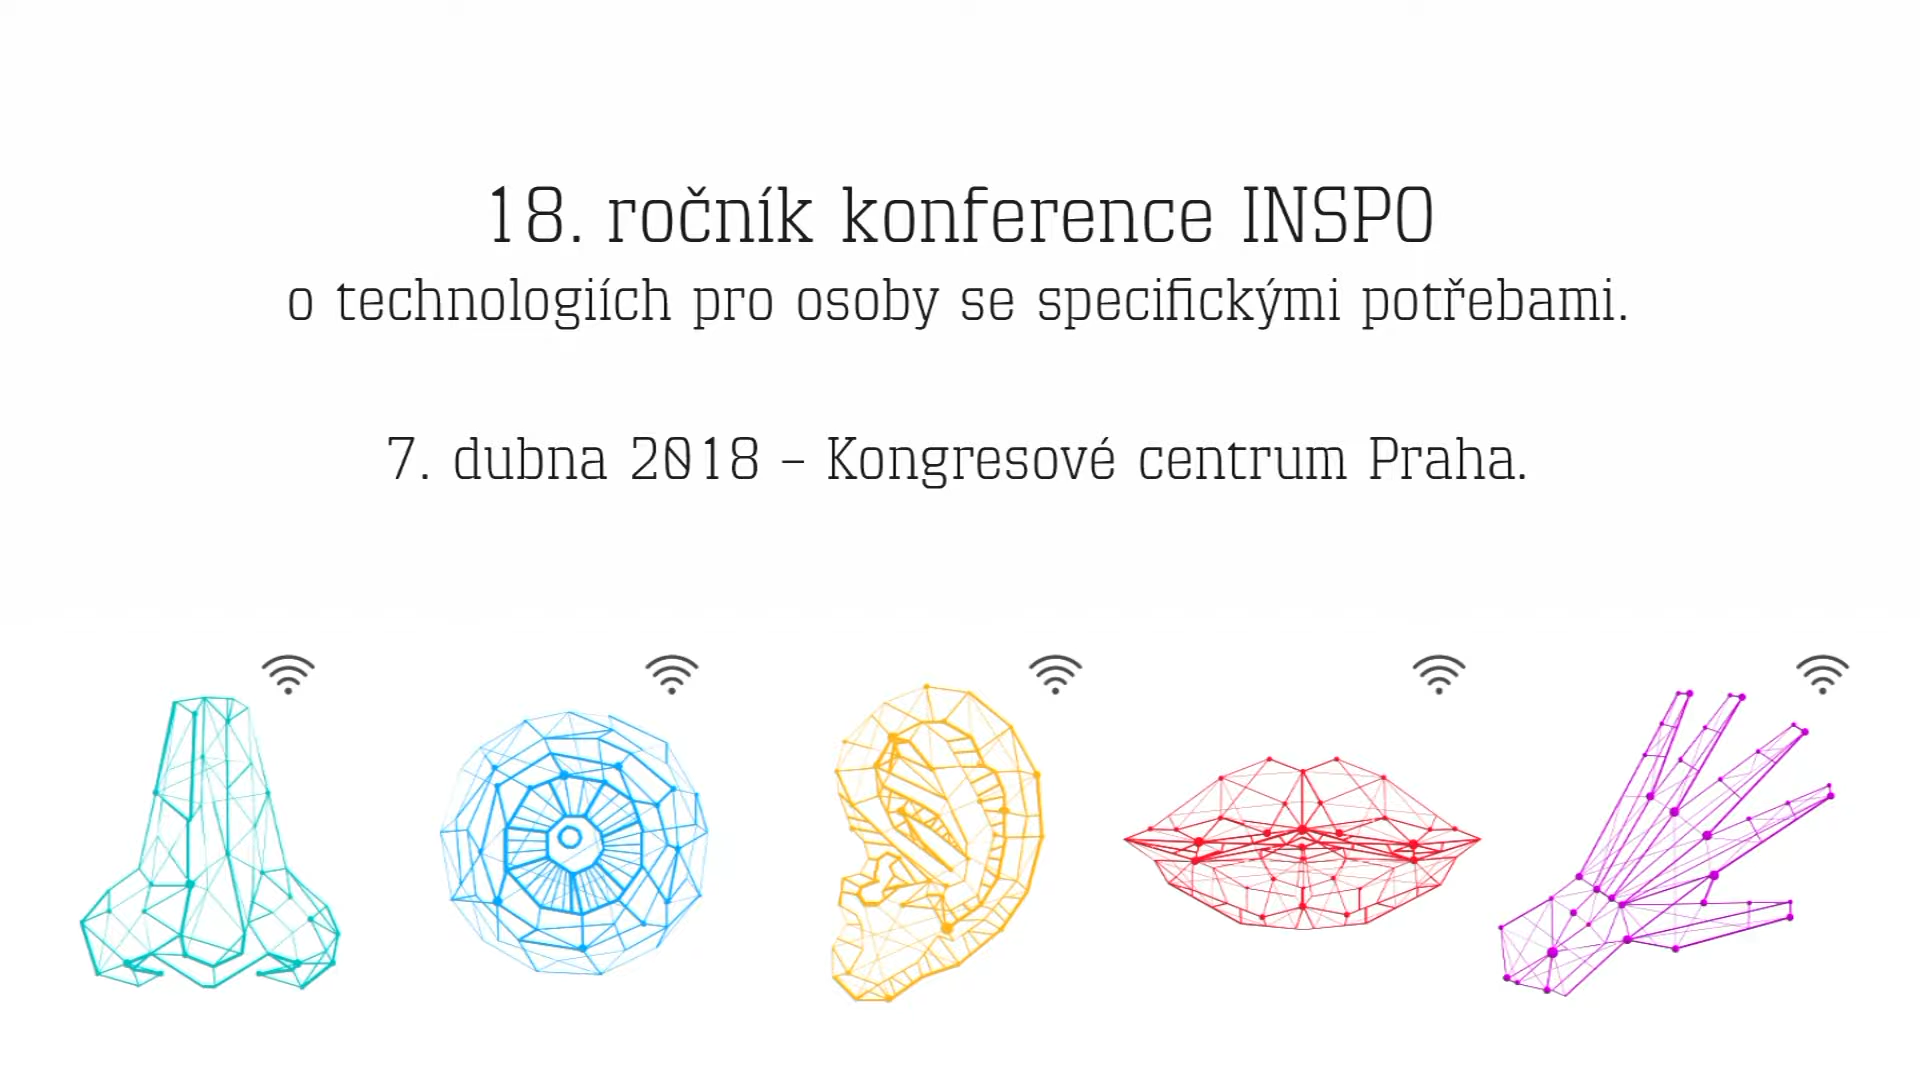 18. ročník konference INSPO
o technologiích pro osoby se specifickými potřebami.
7. dubna 2018 – Kongresové centrum Praha.